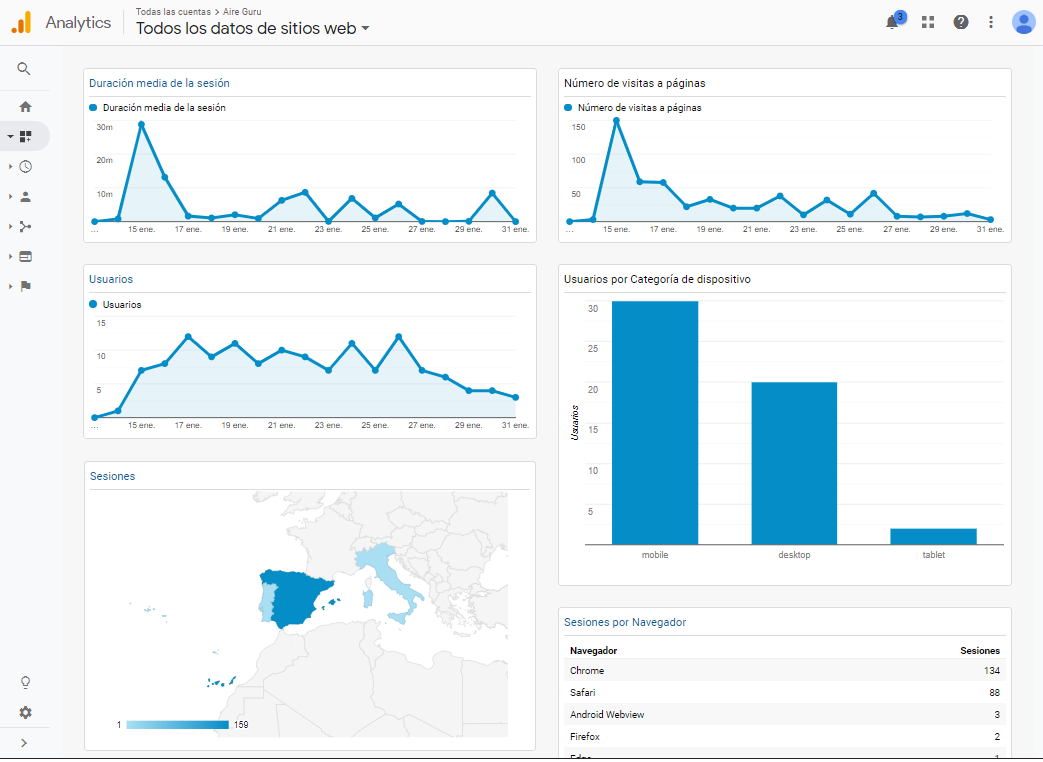 Analytics
Todas las cuentas > Aire Guru
Todos los datos de sitios web
3
Duración media de la sesión
Duración media de la sesión
30m
20m
10m
...
15 ene.
17 ene.
19 ene.
21 ene.
23 ene.
25 ene.
27 ene.
29 ene.
31 ene.
Número de visitas a páginas
Número de visitas a páginas
150
100
50
...
15 ene.
17 ene.
19 ene.
21 ene.
23 ene.
25 ene.
27 ene.
29 ene.
31 ene.
Usuarios
Usuarios
15
10
5
...
15 ene.
17 ene.
19 ene.
21 ene.
23 ene.
25 ene.
27 ene.
29 ene.
31 ene.
Usuarios por Categoría de dispositivo
Usuarios
30
25
20
15
10
5
mobile
desktop
tablet
Sesiones
1
159
Sesiones por Navegador
Navegador Sesiones
Chrome 134
Safari 88
Android Webview 3
Firefox 2
Edge 1